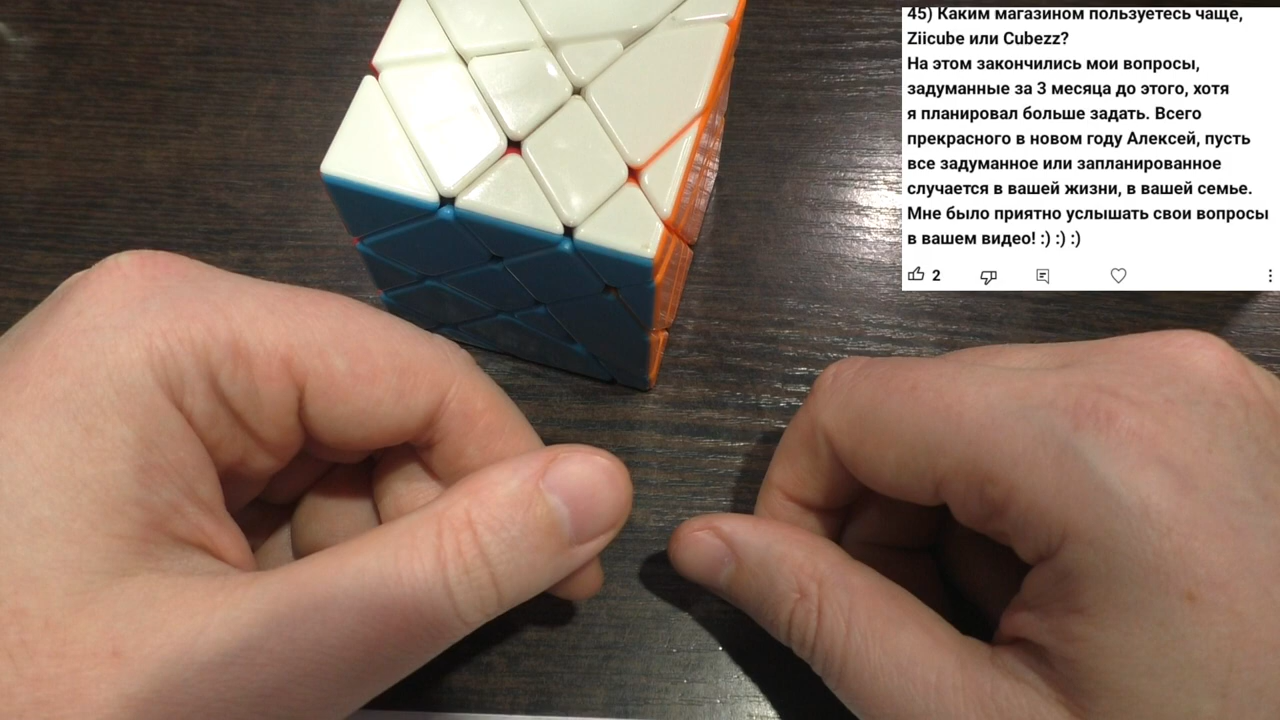 45) Каким магазином пользуетесь чаще,
Ziicube или Cubezz?
На этом закончились мои вопросы,
задуманные за 3 месяца до этого, хотя
я планировал больше задать. Всего
прекрасного в новом году Алексей, пусть
все задуманное или запланированное
случается в вашей жизни, в вашей семье.
Мне было приятно услышать свои вопросы
в вашем видео! :) :) :)
2